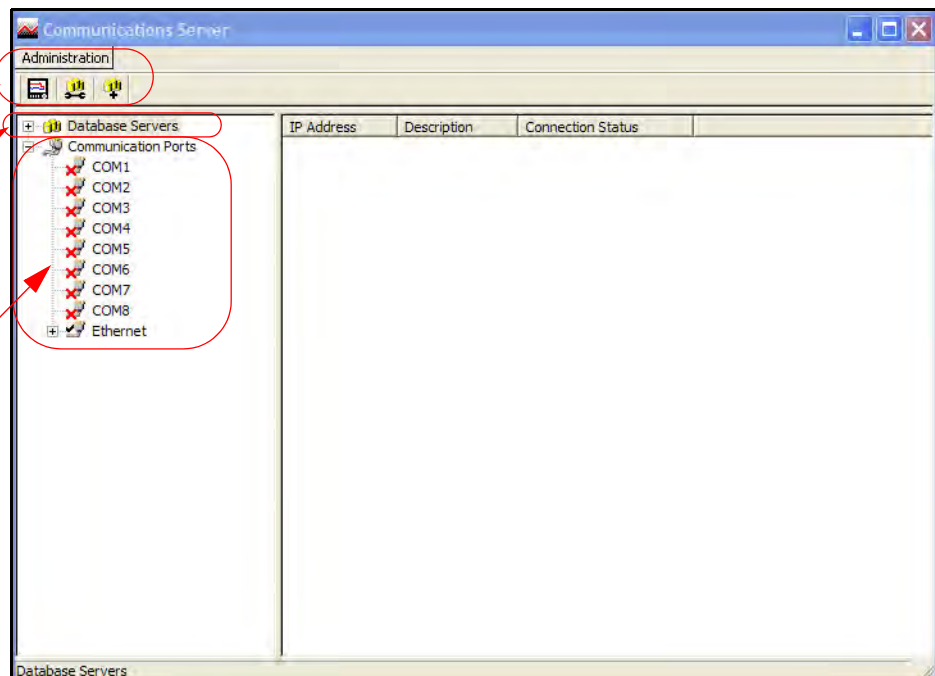 Communications Server
Administration
Database Servers
IP Address Description Connection Status
Communication Ports
COM1
COM2
COM3
COM4
COM5
COM6
COM7
COM8
Ethernet
Database Servers